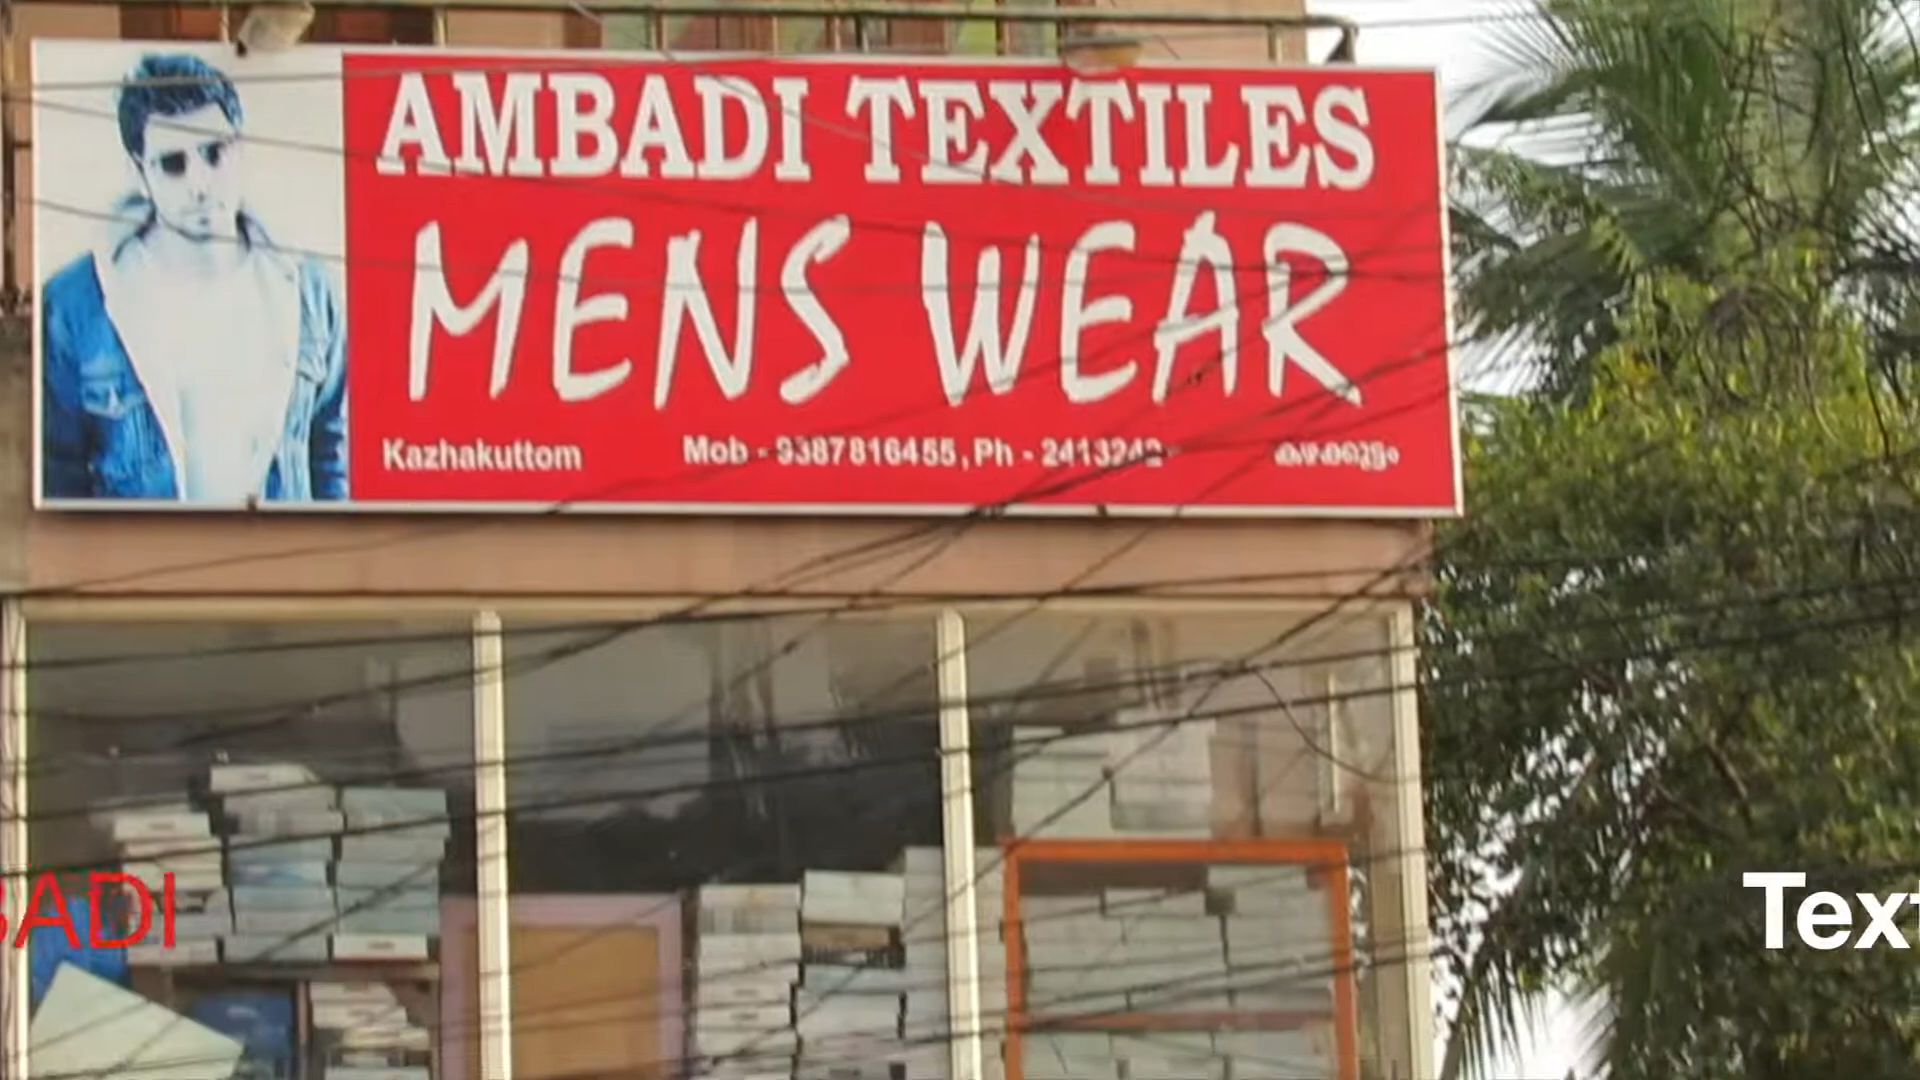 AMBADI TEXTILES
MENS WEAR
Kazhakuttom Mob - 9387816455, Ph - 2413242 കഴക്കൂട്ടം
BADI
Text